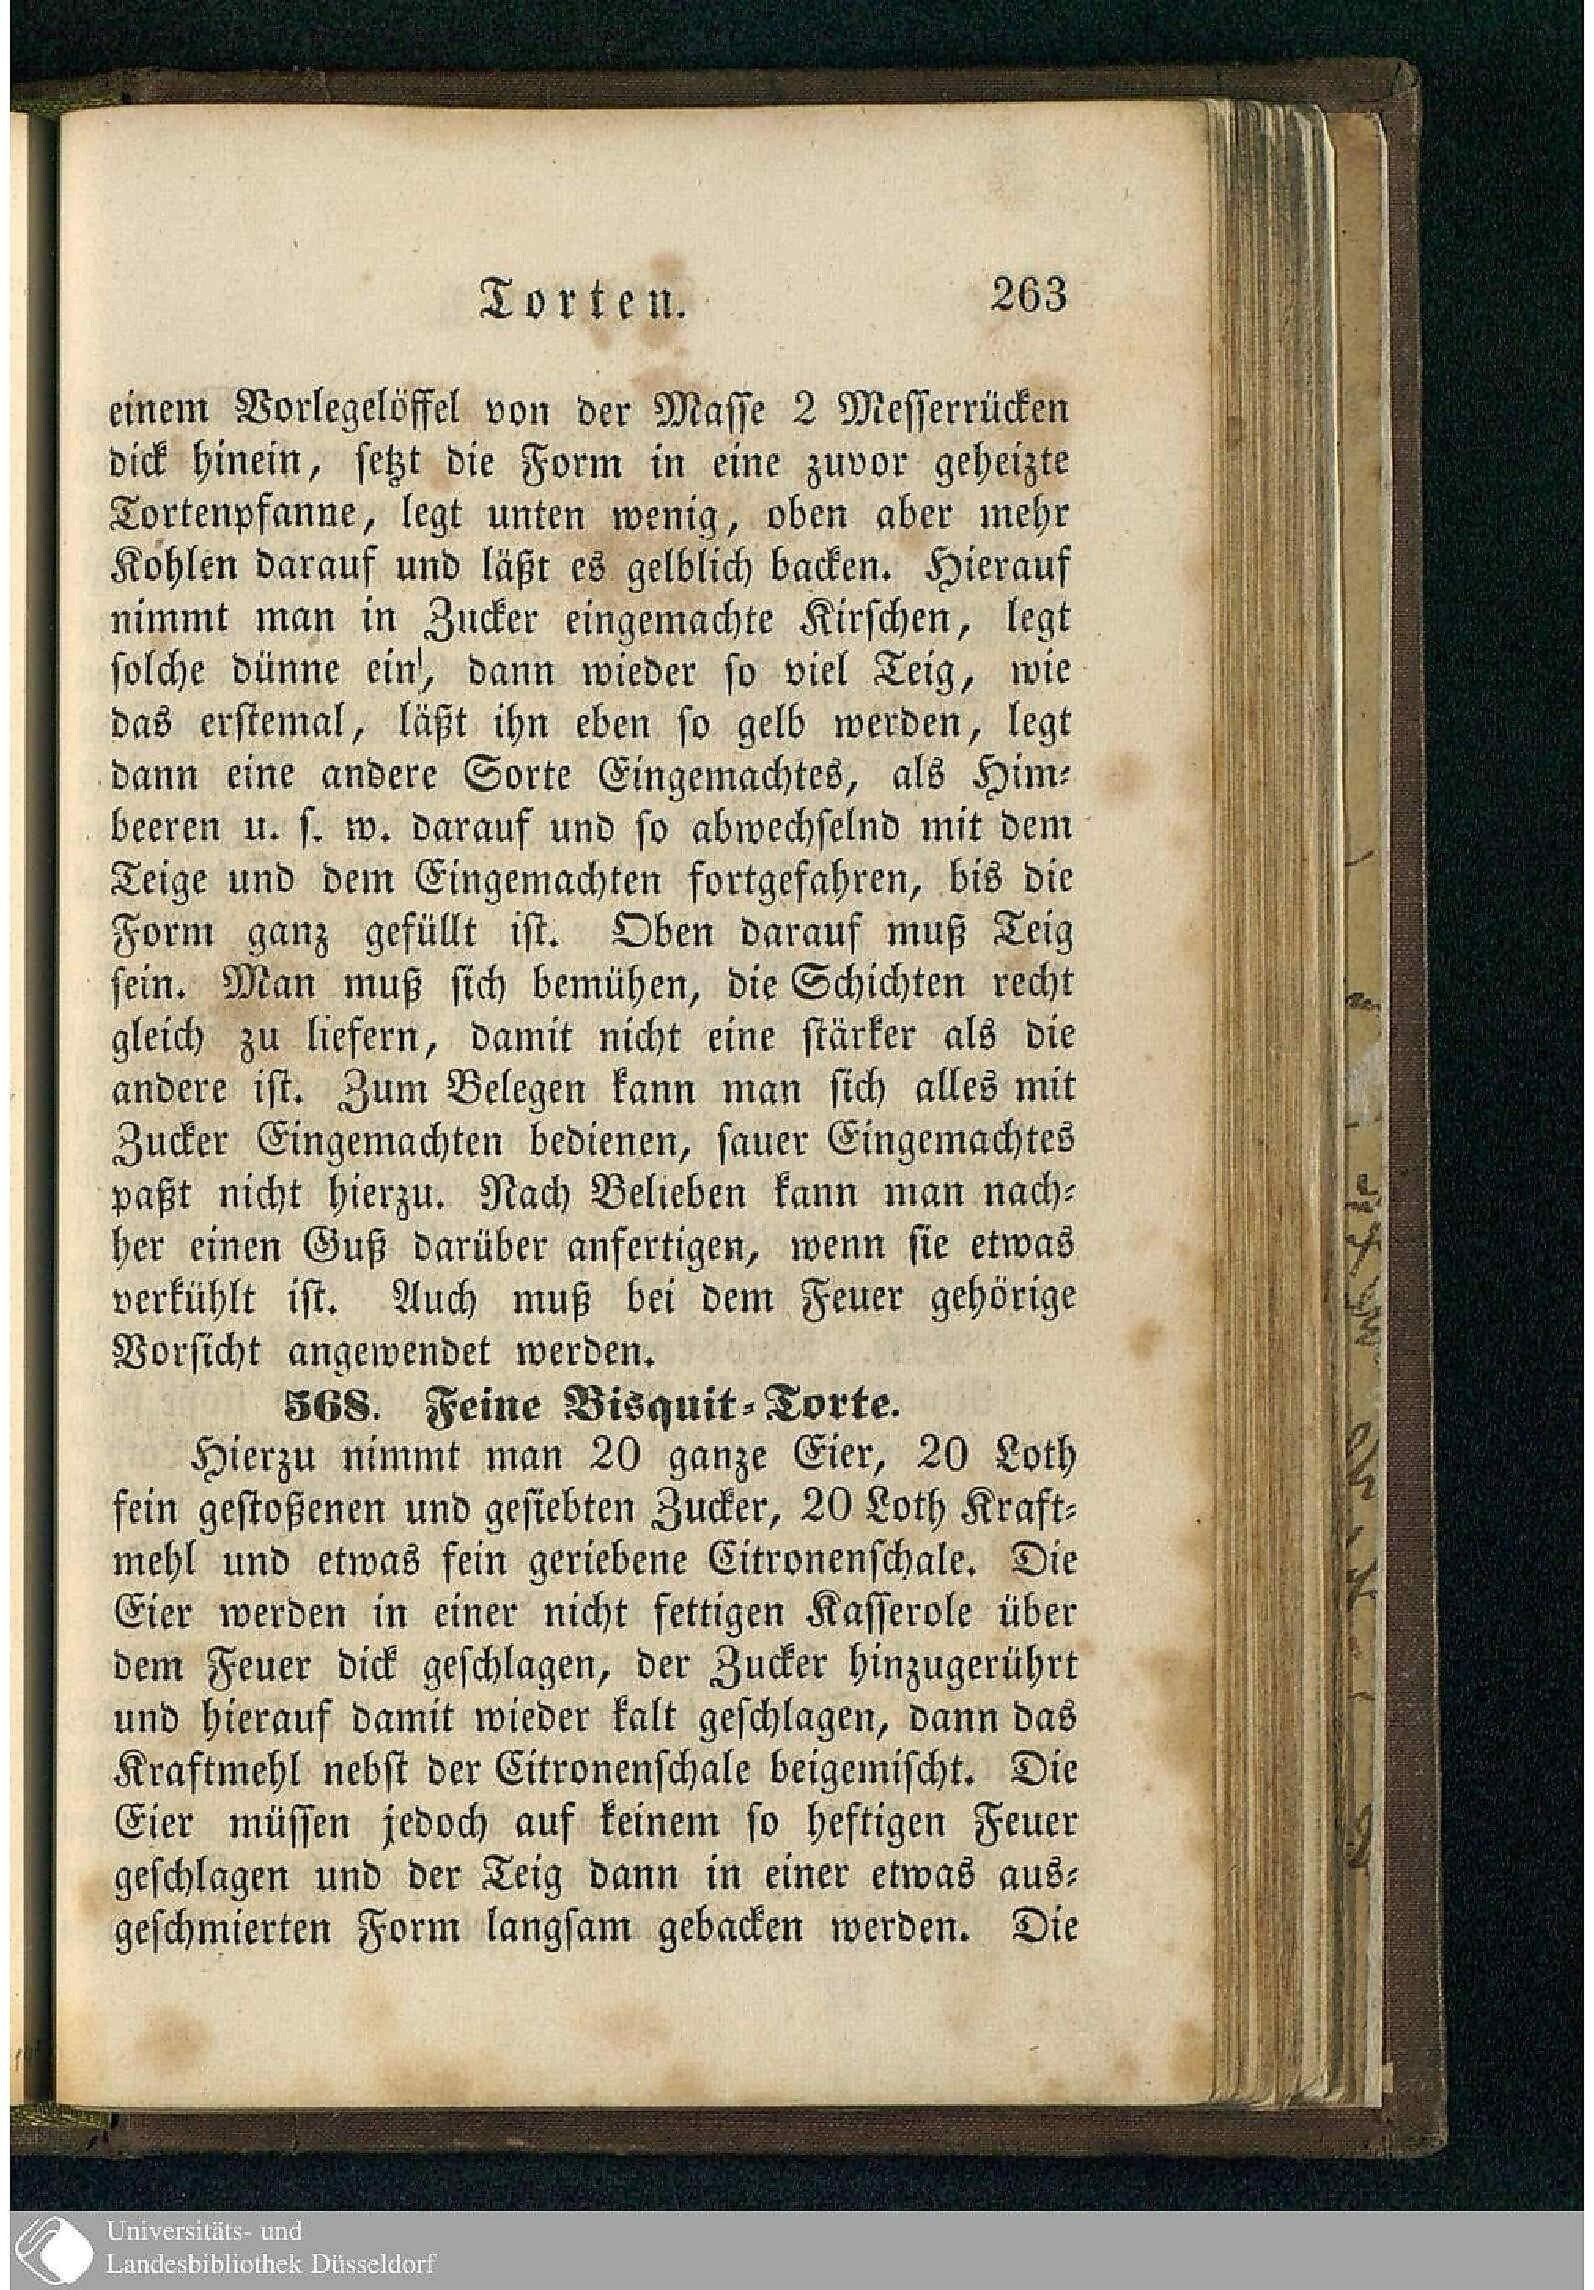 Torten. 263
einem Vorlegelöffel von der Masse 2 Messerrücken
dick hinein, setzt die Form in eine zuvor geheizte
Tortenpfanne, legt unten wenig, oben aber mehr
Kohlen darauf und läßt es gelblich backen. Hierauf
nimmt man in Zucker eingemachte Kirschen, legt
solche dünne ein, dann wieder so viel Teig, wie
das erstemal, läßt ihn eben so gelb werden, legt
dann eine andere Sorte Eingemachtes, als Him-
beeren u. s. w. darauf und so abwechselnd mit dem
Teige und dem Eingemachten fortgefahren, bis die
Form ganz gefüllt ist. Oben darauf muß Teig
sein. Man muß sich bemühen, die Schichten recht
gleich zu liefern, damit nicht eine stärker als die
andere ist. Zum Belegen kann man sich alles mit
Zucker Eingemachten bedienen, sauer Eingemachtes
paßt nicht hierzu. Nach Belieben kann man nach-
her einen Guß darüber anfertigen, wenn sie etwas
verkühlt ist. Auch muß bei dem Feuer gehörige
Vorsicht angewendet werden.
568. Feine Bisquit-Torte.
Hierzu nimmt man 20 ganze Eier, 20 Loth
fein gestoßenen und gesiebten Zucker, 20 Loth Kraft-
mehl und etwas fein geriebene Citronenschale. Die
Eier werden in einer nicht fettigen Kasserole über
dem Feuer dick geschlagen, der Zucker hinzugerührt
und hierauf damit wieder kalt geschlagen, dann das
Kraftmehl nebst der Citronenschale beigemischt. Die
Eier müssen jedoch auf keinem so heftigen Feuer
geschlagen und der Teig dann in einer etwas aus-
geschmierten Form langsam gebacken werden. Die
Universitäts- und
Landesbibliothek Düsseldorf